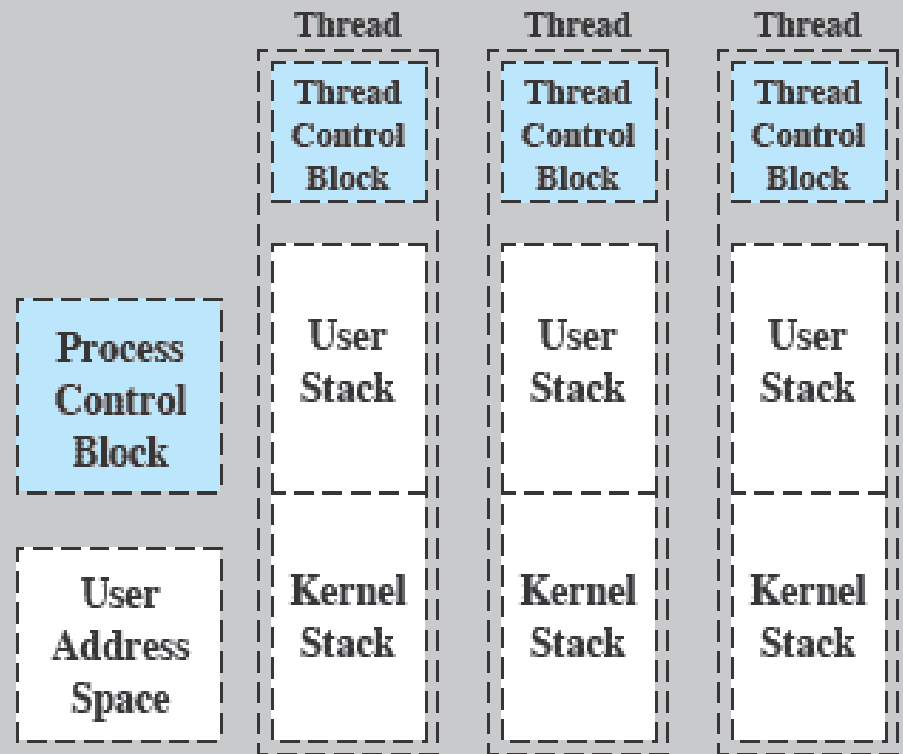 Thread
Thread
Thread
Thread
Control
Block
Thread
Control
Block
Thread
Control
Block
Process
Control
Block
User
Stack
User
Stack
User
Stack
User
Address
Space
Kernel
Stack
Kernel
Stack
Kernel
Stack